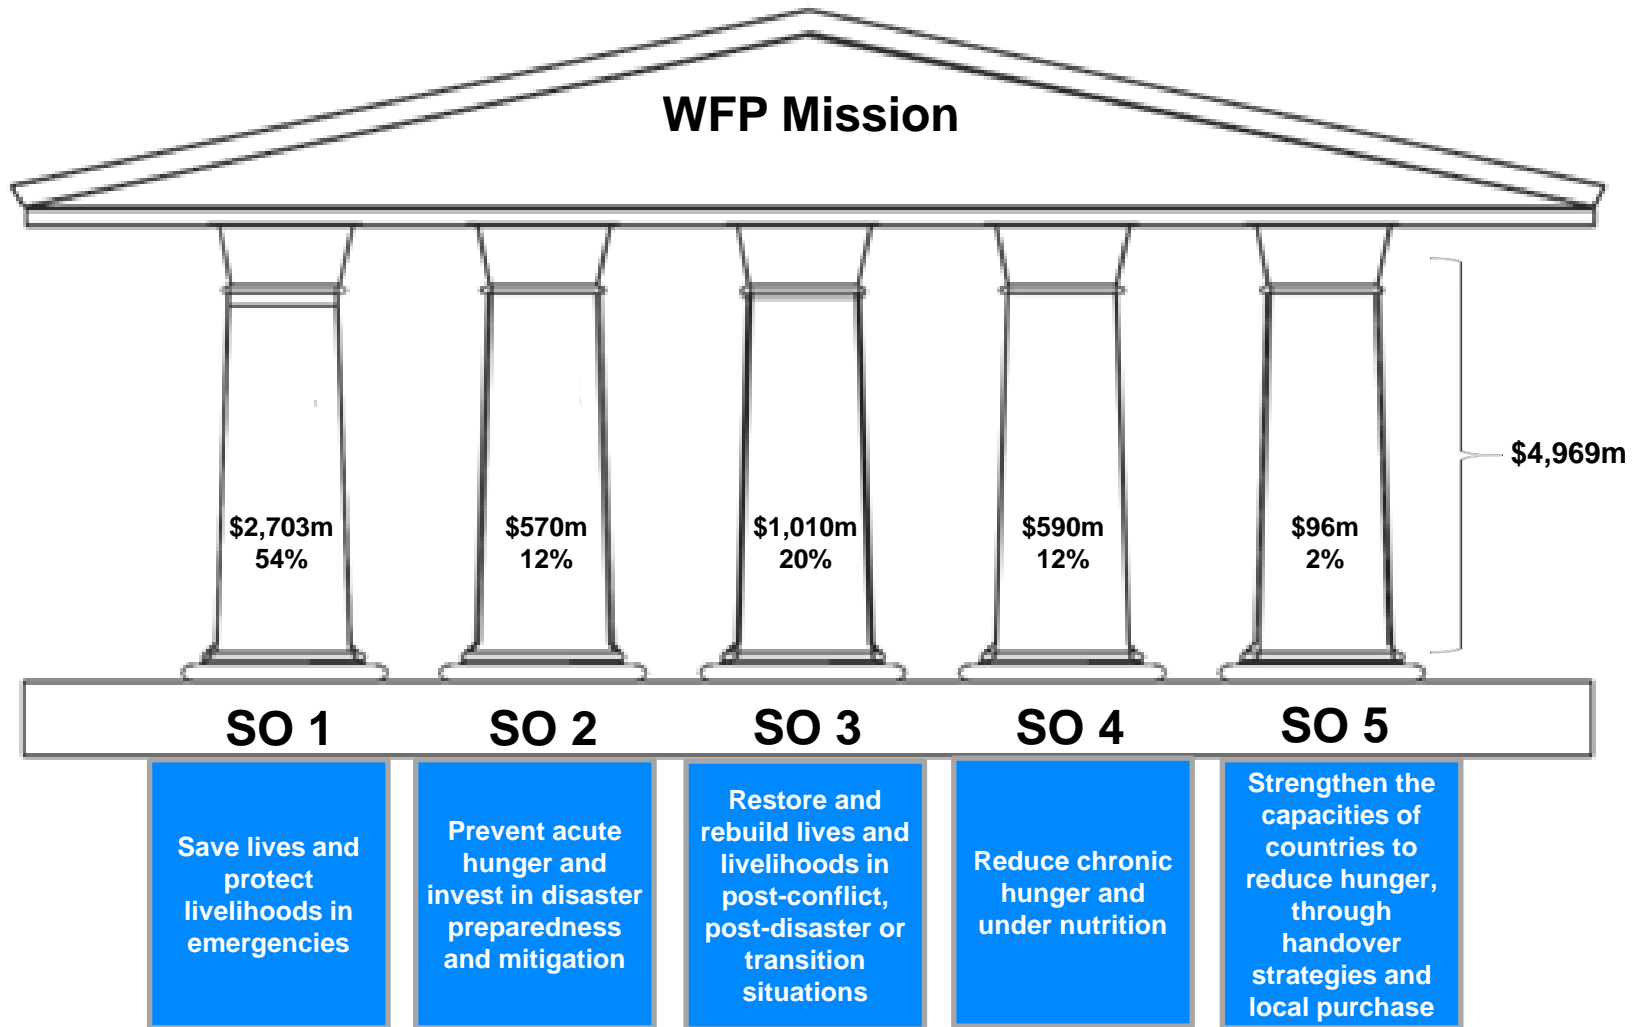 WFP Mission
$4,969m
$2,703m
54%
$570m
12%
$1,010m
20%
$590m
12%
$96m
2%
SO 1
SO 2
SO 3
SO 4
SO 5
Save lives and
protect
livelihoods in
emergencies
Prevent acute
hunger and
invest in disaster
preparedness
and mitigation
Restore and
rebuild lives and
livelihoods in
post-conflict,
post-disaster or
transition
situations
Reduce chronic
hunger and
under nutrition
Strengthen the
capacities of
countries to
reduce hunger,
through
handover
strategies and
local purchase